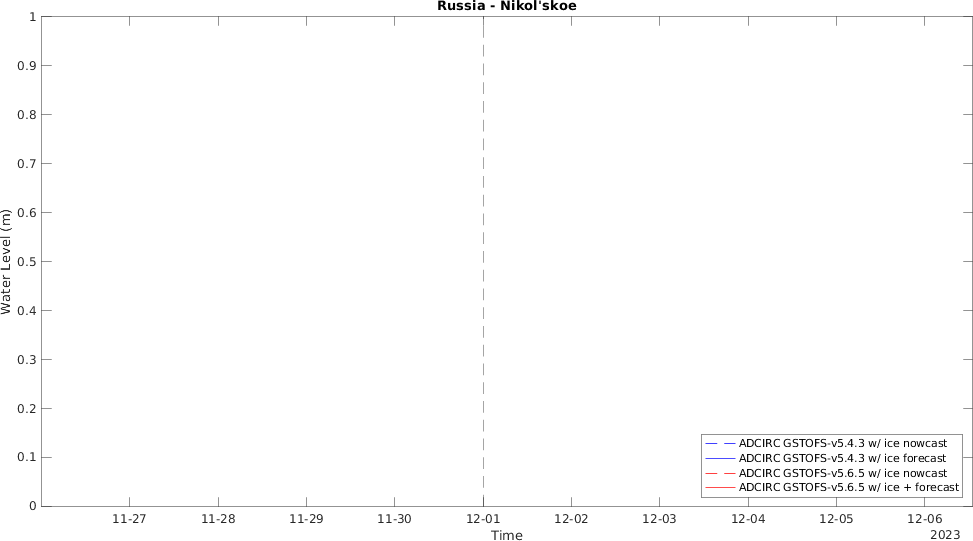 Russia - Nikol'skoe
Water Level (m)
1
0.9
0.8
0.7
0.6
0.5
0.4
0.3
0.2
0.1
0
ADCIRC GSTOFS-v5.4.3 w/ ice nowcast
ADCIRC GSTOFS-v5.4.3 w/ ice forecast
ADCIRC GSTOFS-v5.6.5 w/ ice nowcast
ADCIRC GSTOFS-v5.6.5 w/ ice + forecast
11-27 11-28 11-29 11-30 12-01 12-02 12-03 12-04 12-05 12-06
Time
2023